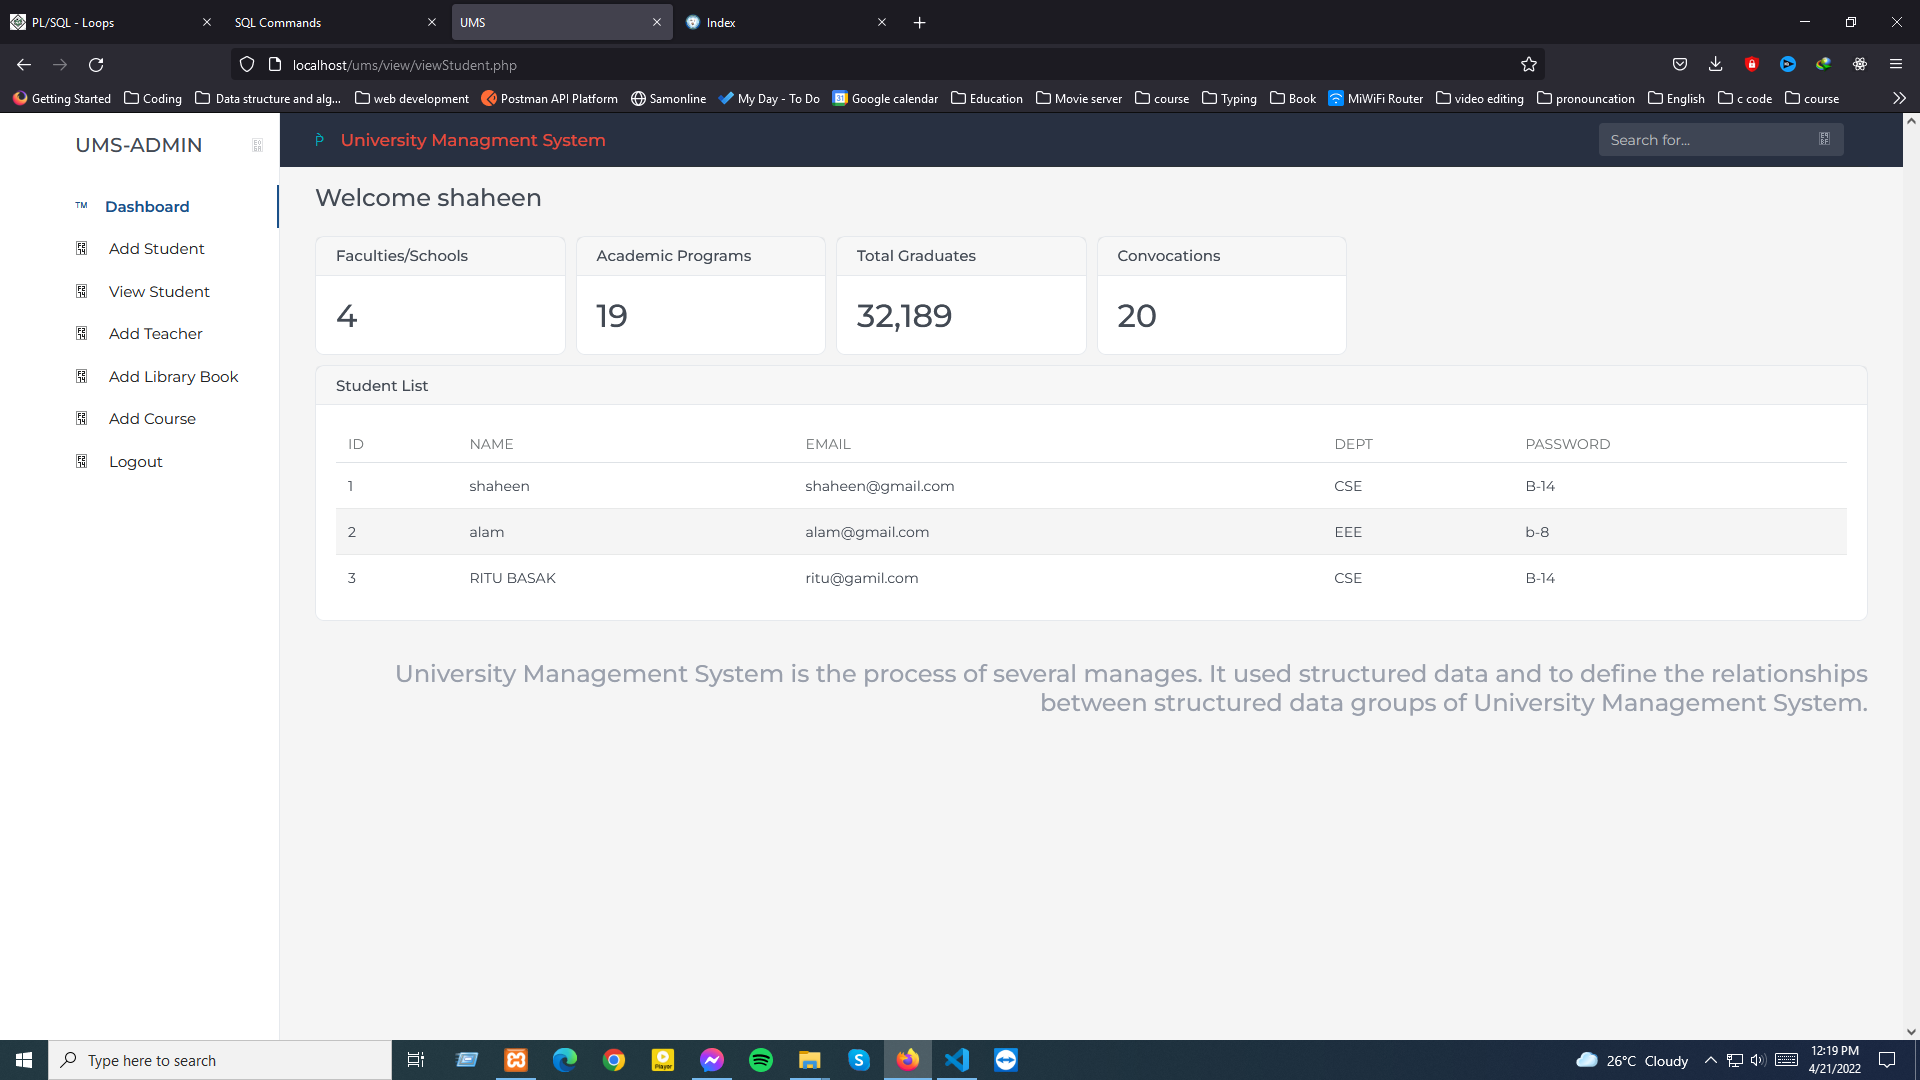 PL/SQL - Loops
SQL Commands
UMS
Index
localhost/ums/view/viewStudent.php
Getting Started
Coding
Data structure and alg...
web development
Postman API Platform
Samonline
My Day - To Do
Google calendar
Education
Movie server
course
Typing
Book
MiWiFi Router
video editing
pronouncation
English
c code
course
UMS-ADMIN
University Managment System
Search for...
™ Dashboard
Add Student
View Student
Add Teacher
Add Library Book
Add Course
Logout
Welcome shaheen
Faculties/Schools
4
Academic Programs
19
Total Graduates
32,189
Convocations
20
Student List
ID NAME EMAIL DEPT PASSWORD
1 shaheen shaheen@gmail.com CSE B-14
2 alam alam@gmail.com EEE b-8
3 RITU BASAK ritu@gamil.com CSE B-14
University Management System is the process of several manages. It used structured data and to define the relationships
between structured data groups of University Management System.
Type here to search
26°C Cloudy
12:19 PM
4/21/2022